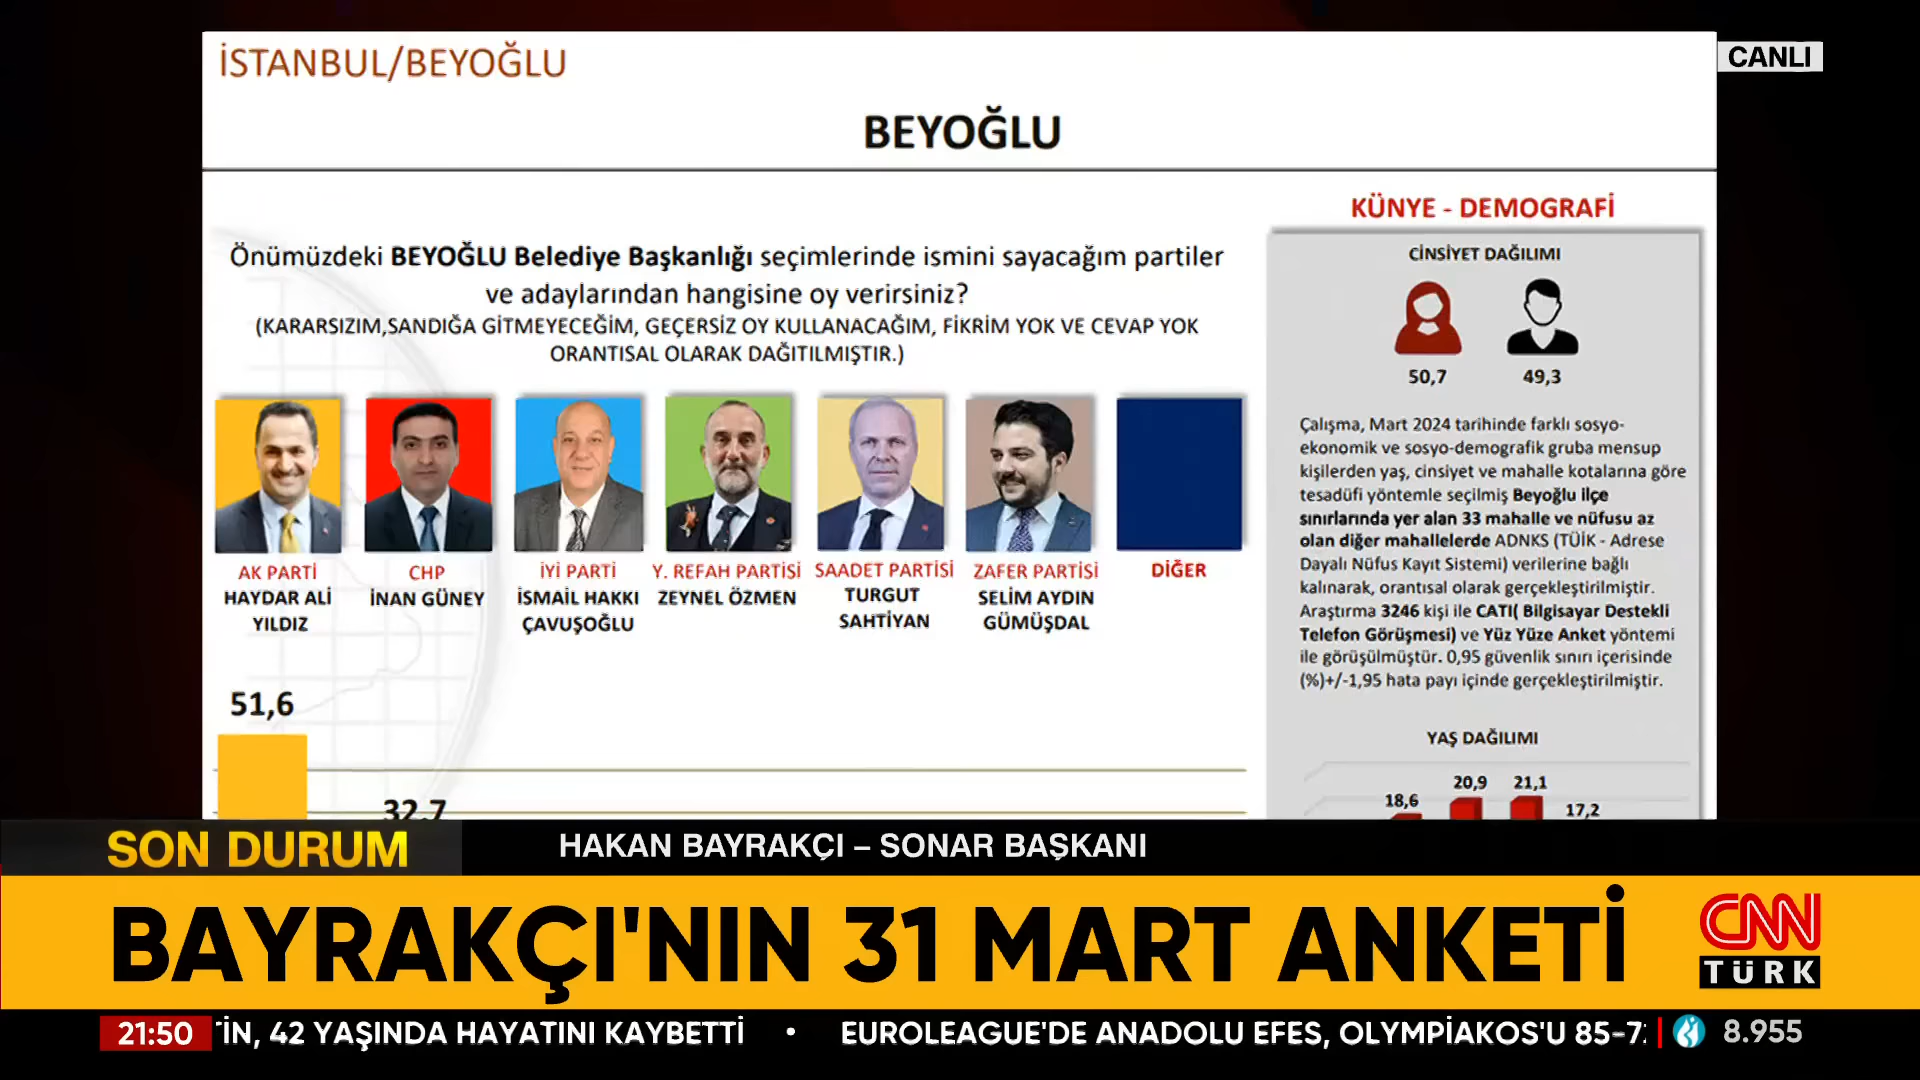 İSTANBUL/BEYOĞLU
CANLI
BEYOĞLU
Önümüzdeki BEYOĞLU Belediye Başkanlığı seçimlerinde ismini sayacağım partiler
ve adaylarından hangisine oy verirsiniz?
(KARARSIZIM,SANDIĞA GİTMEYECEĞİM, GEÇERSİZ OY KULLANACAĞIM, FİKRİM YOK VE CEVAP YOK
ORANTISAL OLARAK DAĞITILMIŞTIR.)
AK PARTİ
HAYDAR ALİ
YILDIZ
CHP
İNAN GÜNEY
İYİ PARTİ
İSMAİL HAKKI
ÇAVUŞOĞLU
Y. REFAH PARTİSİ
ZEYNEL ÖZMEN
SAADET PARTİSİ
TURGUT
SAHTİYAN
ZAFER PARTİSİ
SELİM AYDIN
GÜMÜŞDAL
DİĞER
51,6
32,7
KÜNYE - DEMOGRAFİ
CİNSİYET DAĞILIMI
50,7 49,3
Çalışma, Mart 2024 tarihinde farklı sosyo-
ekonomik ve sosyo-demografik gruba mensup
kişilerden yaş, cinsiyet ve mahalle kotalarına göre
tesadüfi yöntemle seçilmiş Beyoğlu ilçe
sınırlarında yer alan 33 mahalle ve nüfusu az
olan diğer mahallelerde ADNKS (TÜİK - Adrese
Dayalı Nüfus Kayıt Sistemi) verilerine bağlı
kalınarak, orantısal olarak gerçekleştirilmiştir.
Araştırma 3246 kişi ile CATI( Bilgisayar Destekli
Telefon Görüşmesi) ve Yüz Yüze Anket yöntemi
ile görüşülmüştür. 0,95 güvenlik sınırı içerisinde
(%)+/-1,95 hata payı içinde gerçekleştirilmiştir.
YAŞ DAĞILIMI
18,6 20,9 21,1 17,2
SON DURUM
HAKAN BAYRAKÇI – SONAR BAŞKANI
BAYRAKÇI'NIN 31 MART ANKETİ
CNN
TÜRK
21:50
TİN, 42 YAŞINDA HAYATINI KAYBETTİ • EUROLEAGUE'DE ANADOLU EFES, OLYMPİAKOS'U 85-7
8.955